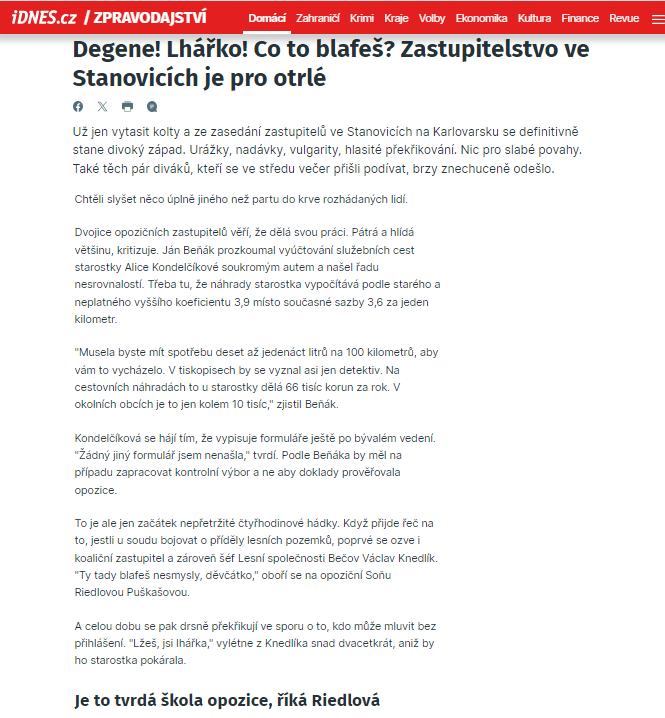 iDNES.cz / ZPRAVODAJSTVÍ Domácí Zahraničí Krimi Kraje Volby Ekonomika Kultura Finance Revue
Degene! Lhářko! Co to blafeš? Zastupitelstvo ve
Stanovicích je pro otrlé
Už jen vytasit kolty a ze zasedání zastupitelů ve Stanovicích na Karlovarsku se definitivně
stane divoký západ. Urážky, nadávky, vulgarity, hlasité překřikování. Nic pro slabé povahy.
Také těch pár diváků, kteří se ve středu večer přišli podívat, brzy znechuceně odešlo.
Chtěli slyšet něco úplně jiného než partu do krve rozhádaných lidí.
Dvojice opozičních zastupitelů věří, že dělá svou práci. Pátrá a hlídá
většinu, kritizuje. Ján Beňák prozkoumal vyúčtování služebních cest
starostky Alice Kondelčíkové soukromým autem a našel řadu
nesrovnalostí. Třeba tu, že náhrady starostka vypočítává podle starého a
neplatného vyššího koeficientu 3,9 místo současné sazby 3,6 za jeden
kilometr.
"Musela byste mít spotřebu deset až jedenáct litrů na 100 kilometrů, aby
vám to vycházelo. V tiskopisech by se vyznal asi jen detektiv. Na
cestovních náhradách to u starostky dělá 66 tisíc korun za rok. V
okolních obcích je to jen kolem 10 tisíc," zjistil Beňák.
Kondelčíková se hájí tím, že vypisuje formuláře ještě po bývalém vedení.
"Žádný jiný formulář jsem nenašla," tvrdí. Podle Beňáka by měl na
případu zapracovat kontrolní výbor a ne aby doklady prověřovala
opozice.
To je ale jen začátek nepřetržité čtyřhodinové hádky. Když přijde řeč na
to, jestli u soudu bojovat o příděly lesních pozemků, poprvé se ozve i
koaliční zastupitel a zároveň šéf Lesní společnosti Bečov Václav Knedlík.
"Ty tady blafeš nesmysly, děvčátko," oboří se na opoziční Soňu
Riedlovou Puškašovou.
A celou dobu se pak drsně překřikují ve sporu o to, kdo může mluvit bez
přihlášení. "Lžeš, jsi lhářka," vylétne z Knedlíka snad dvacetkrát, aniž by
ho starostka pokárala.
Je to tvrdá škola opozice, říká Riedlová